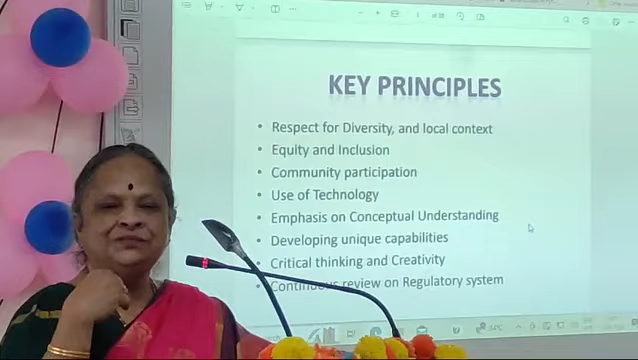 KEY PRINCIPLES
• Respect for Diversity, and local context
• Equity and Inclusion
• Community participation
• Use of Technology
• Emphasis on Conceptual Understanding
• Developing unique capabilities
• Critical thinking and Creativity
• Continuous review on Regulatory system